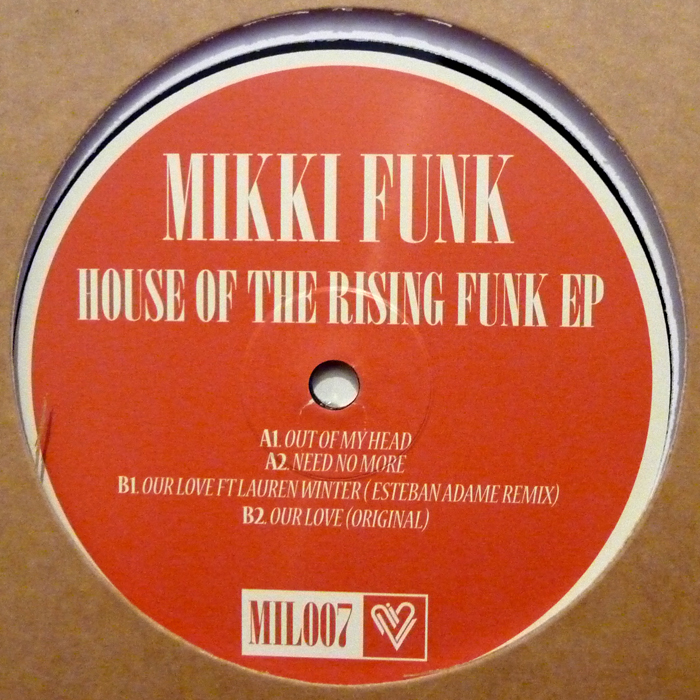 MIKKI FUNK
HOUSE OF THE RISING FUNK EP
A1. OUT OF MY HEAD
A2. NEED NO MORE
B1. OUR LOVE FT LAUREN WINTER ( ESTEBAN ADAME REMIX)
B2. OUR LOVE (ORIGINAL)
MIL007